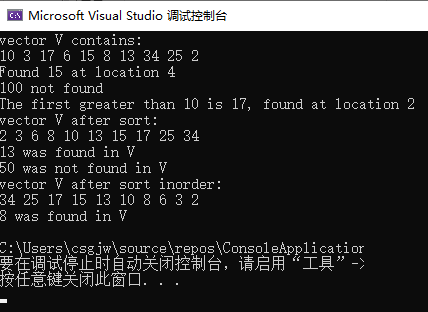 Microsoft Visual Studio 调试控制台
vector V contains:
10 3 17 6 15 8 13 34 25 2
Found 15 at location 4
100 not found
The first greater than 10 is 17, found at location 2
vector V after sort:
2 3 6 8 10 13 15 17 25 34
13 was found in V
50 was not found in V
vector V after sort inorder:
34 25 17 15 13 10 8 6 3 2
8 was found in V
C:\Users\csgjw\source\repos\ConsoleApplication
要在调试停止时自动关闭控制台，请启用“工具”->
按任意键关闭此窗口. . .